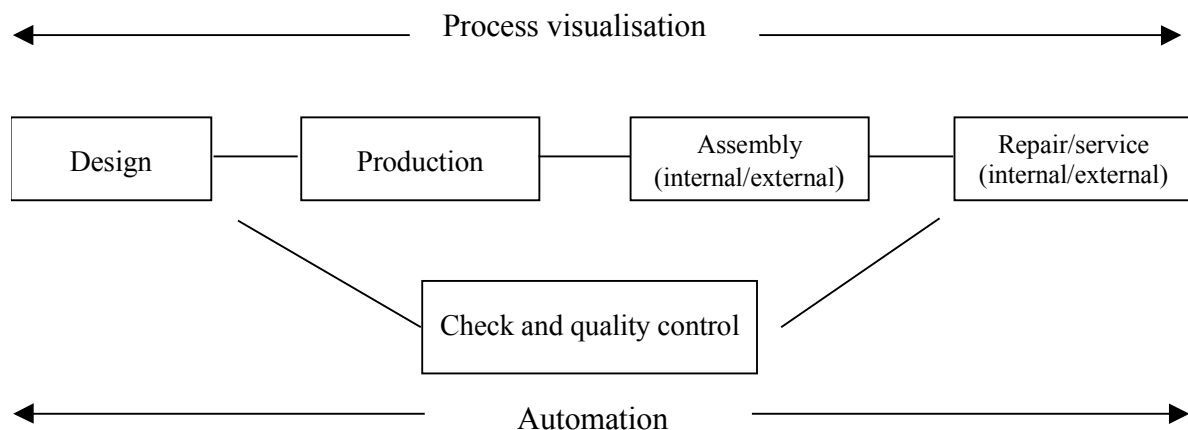 Process visualisation
Design
Production
Assembly
(internal/external)
Repair/service
(internal/external)
Check and quality control
Automation